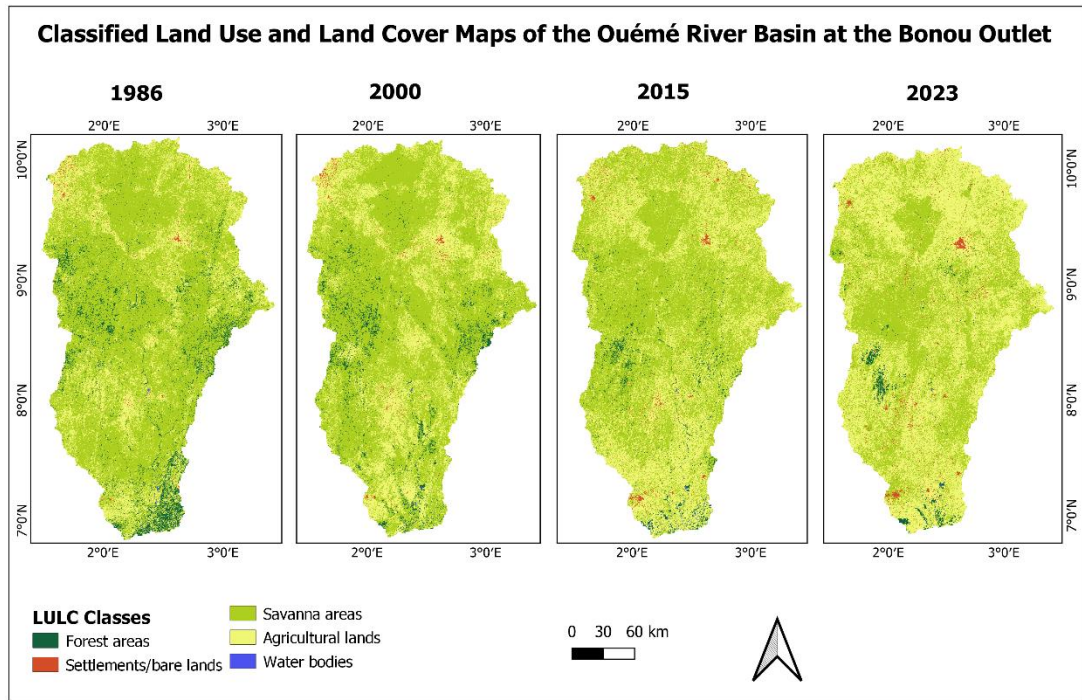 Classified Land Use and Land Cover Maps of the Ouémé River Basin at the Bonou Outlet
1986 2000 2015 2023
2°0'E 3°0'E 2°0'E 3°0'E 2°0'E 3°0'E 2°0'E 3°0'E
10°0'N 10°0'N
9°0'N 9°0'N
8°0'N 8°0'N
7°0'N 7°0'N
2°0'E 3°0'E 2°0'E 3°0'E 2°0'E 3°0'E 2°0'E 3°0'E
LULC Classes
Forest areas
Settlements/bare lands
Savanna areas
Agricultural lands
Water bodies
0 30 60 km